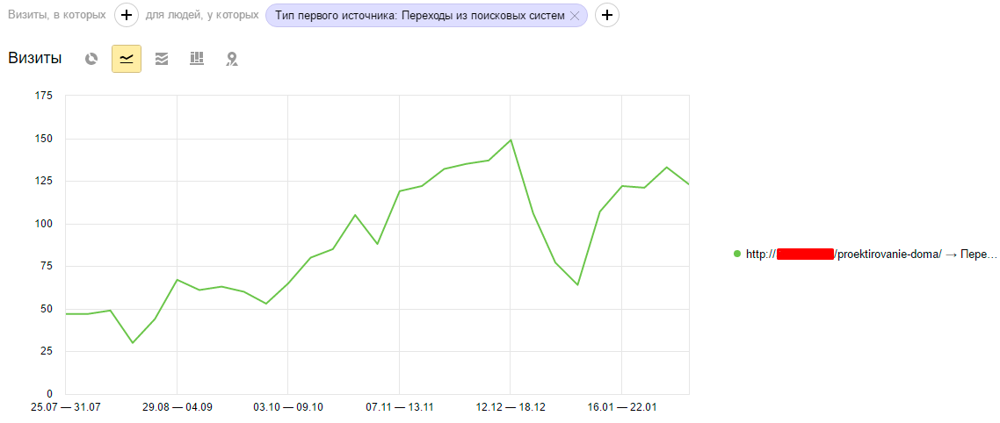 Визиты, в которых + для людей, у которых Тип первого источника: Переходы из поисковых систем × +
Визиты
175
150
125
100
75
50
25
0
25.07 — 31.07 29.08 — 04.09 03.10 — 09.10 07.11 — 13.11 12.12 — 18.12 16.01 — 22.01
http:// /proektirovanie-doma/ → Пере...